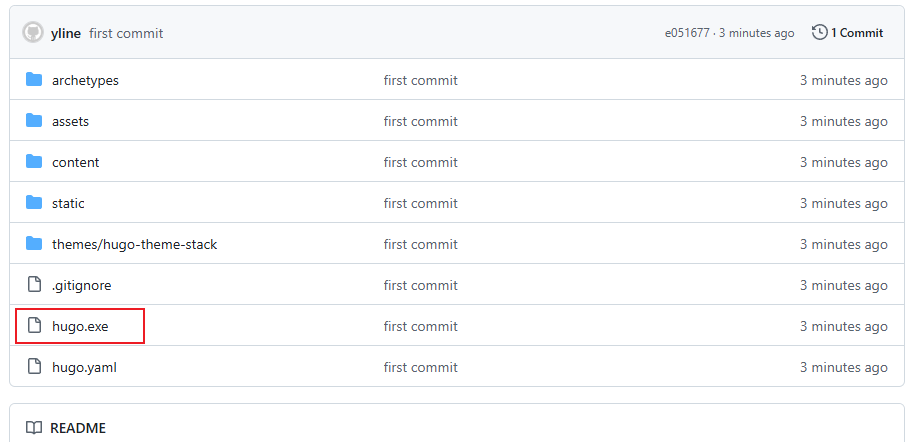 yline first commit e051677 · 3 minutes ago 1 Commit
archetypes first commit 3 minutes ago
assets first commit 3 minutes ago
content first commit 3 minutes ago
static first commit 3 minutes ago
themes/hugo-theme-stack first commit 3 minutes ago
.gitignore first commit 3 minutes ago
hugo.exe first commit 3 minutes ago
hugo.yaml first commit 3 minutes ago
README